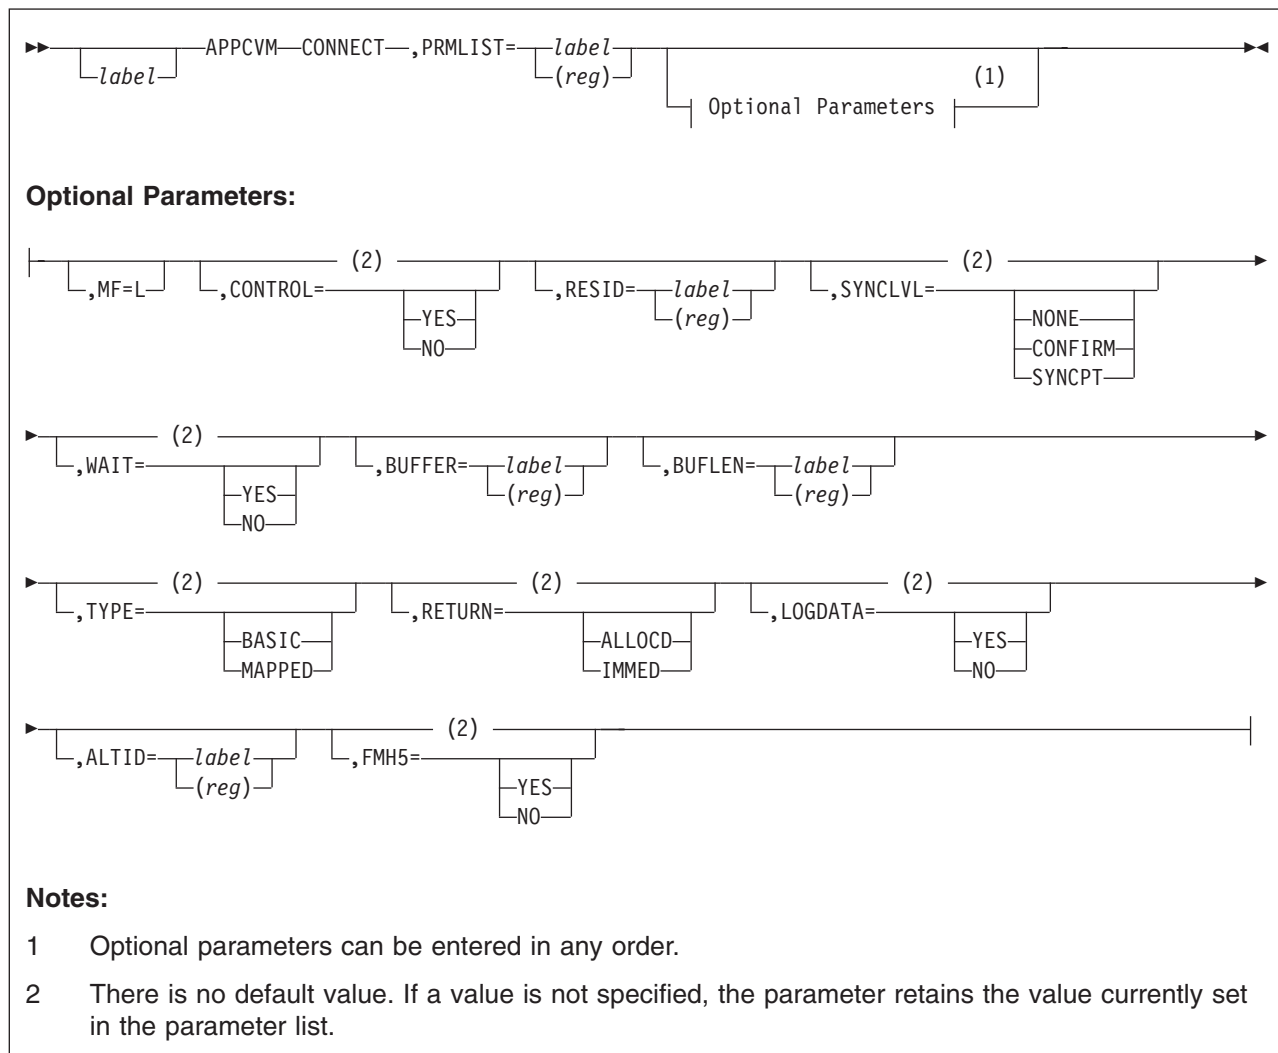 label APPCVM CONNECT ,PRMLIST= label
(reg)
(1)
Optional Parameters
Optional Parameters:
(2) (2)
,MF=L ,CONTROL= ,RESID= label ,SYNCLVL=
YES (reg) NONE
NO CONFIRM
SYNCPT
(2)
,WAIT= ,BUFFER= label ,BUFLEN= label
YES (reg) (reg)
NO
(2) (2) (2)
,TYPE= ,RETURN= ,LOGDATA=
BASIC ALLOCD YES
MAPPED IMMED NO
(2)
,ALTID= label ,FMH5=
(reg) YES
NO
Notes:
1 Optional parameters can be entered in any order.
2 There is no default value. If a value is not specified, the parameter retains the value currently set
in the parameter list.